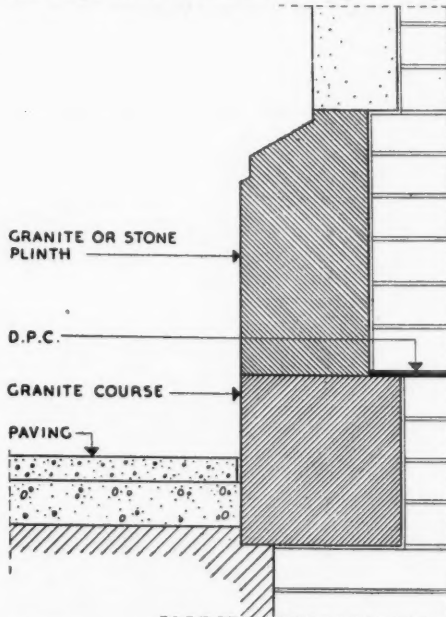 GRANITE OR STONE
PLINTH
D.P.C.
GRANITE COURSE
PAVING